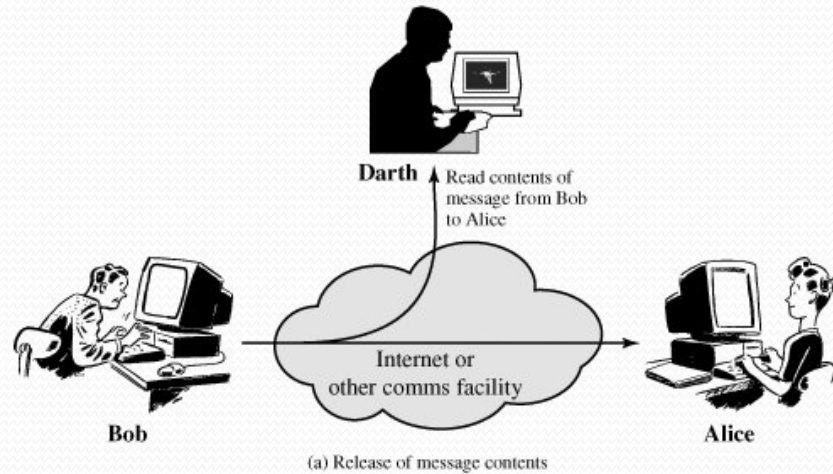 Darth
Read contents of
message from Bob
to Alice
Internet or
other comms facility
Bob
Alice
(a) Release of message contents